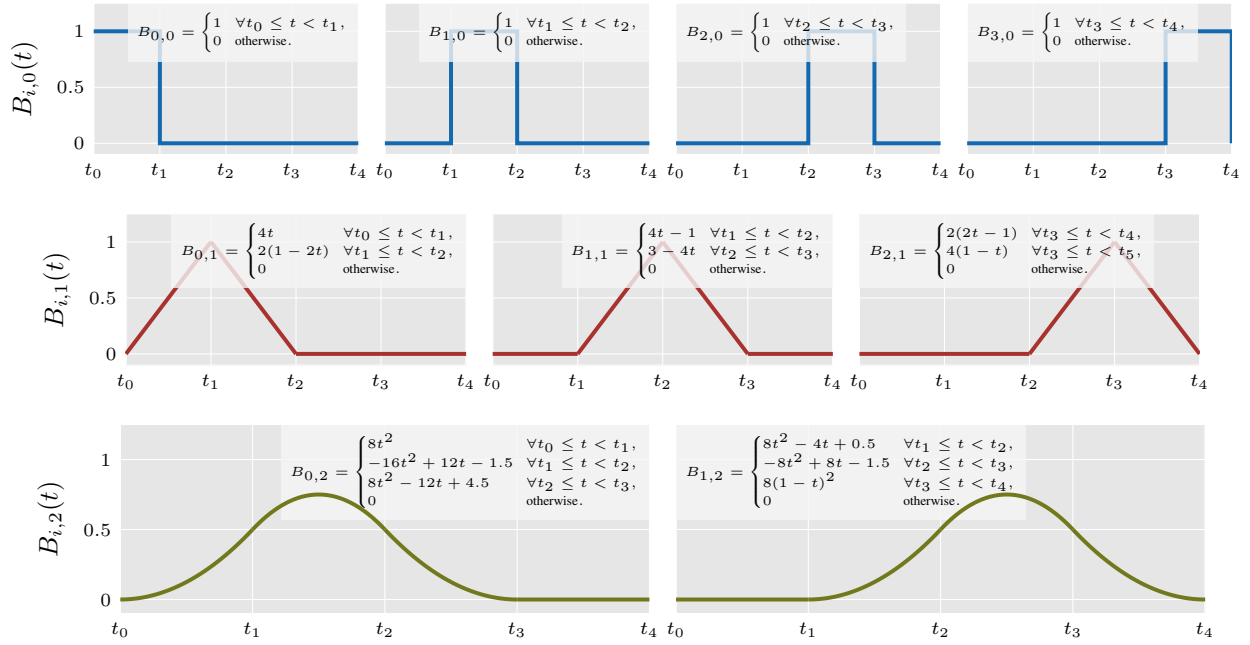 B_{i,0}(t)
1
0.5
0
B_{0,0} = { 1 ∀t_0 ≤ t < t_1,
0 otherwise.
t_0 t_1 t_2 t_3 t_4
B_{1,0} = { 1 ∀t_1 ≤ t < t_2,
0 otherwise.
t_0 t_1 t_2 t_3 t_4
B_{2,0} = { 1 ∀t_2 ≤ t < t_3,
0 otherwise.
t_0 t_1 t_2 t_3 t_4
B_{3,0} = { 1 ∀t_3 ≤ t < t_4,
0 otherwise.
t_0 t_1 t_2 t_3 t_4
B_{i,1}(t)
1
0.5
0
B_{0,1} = { 4t ∀t_0 ≤ t < t_1,
2(1 − 2t) ∀t_1 ≤ t < t_2,
0 otherwise.
t_0 t_1 t_2 t_3 t_4
B_{1,1} = { 4t − 1 ∀t_1 ≤ t < t_2,
3 − 4t ∀t_2 ≤ t < t_3,
0 otherwise.
t_0 t_1 t_2 t_3 t_4
B_{2,1} = { 2(2t − 1) ∀t_3 ≤ t < t_4,
4(1 − t) ∀t_3 ≤ t < t_5,
0 otherwise.
t_0 t_1 t_2 t_3 t_4
B_{i,2}(t)
1
0.5
0
B_{0,2} = { 8t^2 ∀t_0 ≤ t < t_1,
−16t^2 + 12t − 1.5 ∀t_1 ≤ t < t_2,
8t^2 − 12t + 4.5 ∀t_2 ≤ t < t_3,
0 otherwise.
t_0 t_1 t_2 t_3 t_4
B_{1,2} = { 8t^2 − 4t + 0.5 ∀t_1 ≤ t < t_2,
−8t^2 + 8t − 1.5 ∀t_2 ≤ t < t_3,
8(1 − t)^2 ∀t_3 ≤ t < t_4,
0 otherwise.
t_0 t_1 t_2 t_3 t_4